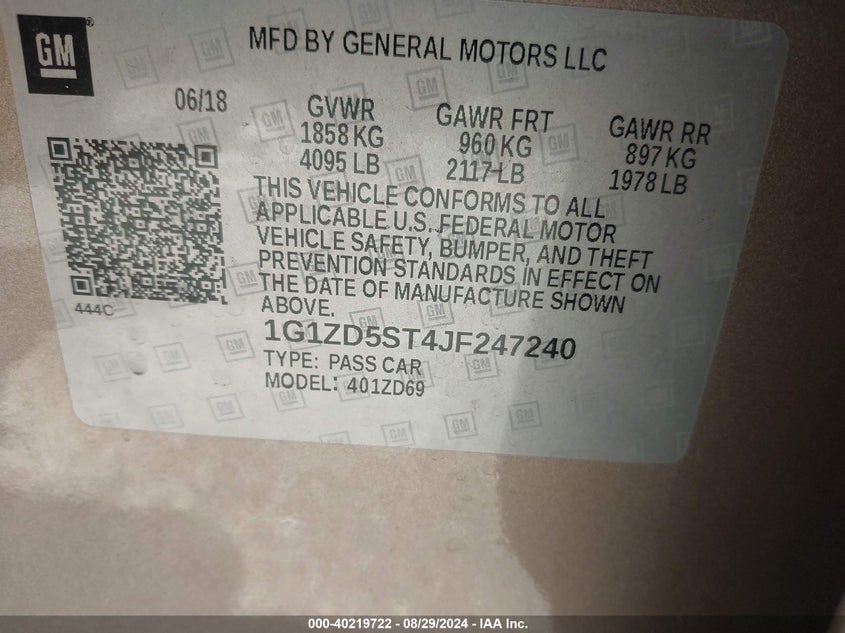 GM
MFD BY GENERAL MOTORS LLC
06/18
GVWR
1858 KG
4095 LB
GAWR FRT
960 KG
2117 LB
GAWR RR
897 KG
1978 LB
THIS VEHICLE CONFORMS TO ALL
APPLICABLE U.S. FEDERAL MOTOR
VEHICLE SAFETY, BUMPER, AND THEFT
PREVENTION STANDARDS IN EFFECT ON
THE DATE OF MANUFACTURE SHOWN
ABOVE.
444C
1G1ZD5ST4JF247240
TYPE: PASS CAR
MODEL: 401ZD69
000-40219722 - 08/29/2024 - IAA Inc.